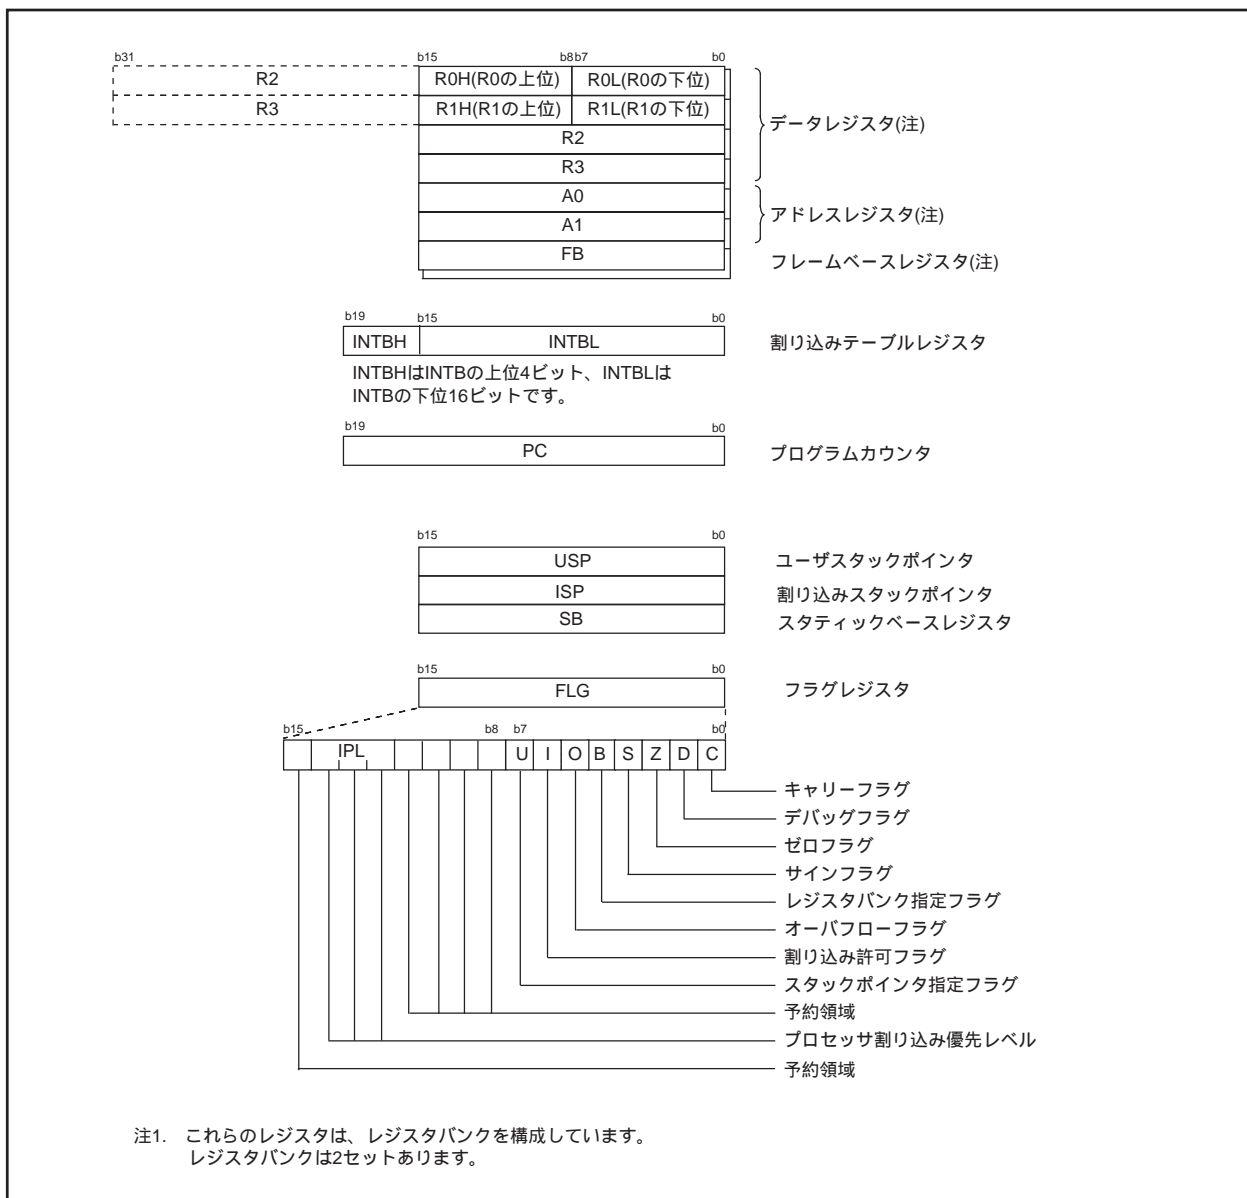 b31 b15 b8 b7 b0
R2 R0H(R0の上位) R0L(R0の下位)
R3 R1H(R1の上位) R1L(R1の下位)
R2
データレジスタ(注)
R3
A0
A1
アドレスレジスタ(注)
FB
フレームベースレジスタ(注)
b19 b15 b0
INTBH INTBL 割り込みテーブルレジスタ
INTBHはINTBの上位4ビット、INTBLは
INTBの下位16ビットです。
b19 b0
PC プログラムカウンタ
b15 b0
USP ユーザスタックポインタ
ISP 割り込みスタックポインタ
SB スタティックベースレジスタ
b15 b0
FLG フラグレジスタ
b15 b8 b7 b0
IPL U I O B S Z D C
キャリーフラグ
デバッグフラグ
ゼロフラグ
サインフラグ
レジスタバンク指定フラグ
オーバフローフラグ
割り込み許可フラグ
スタックポインタ指定フラグ
予約領域
プロセッサ割り込み優先レベル
予約領域
注1. これらのレジスタは、レジスタバンクを構成しています。
レジスタバンクは2セットあります。